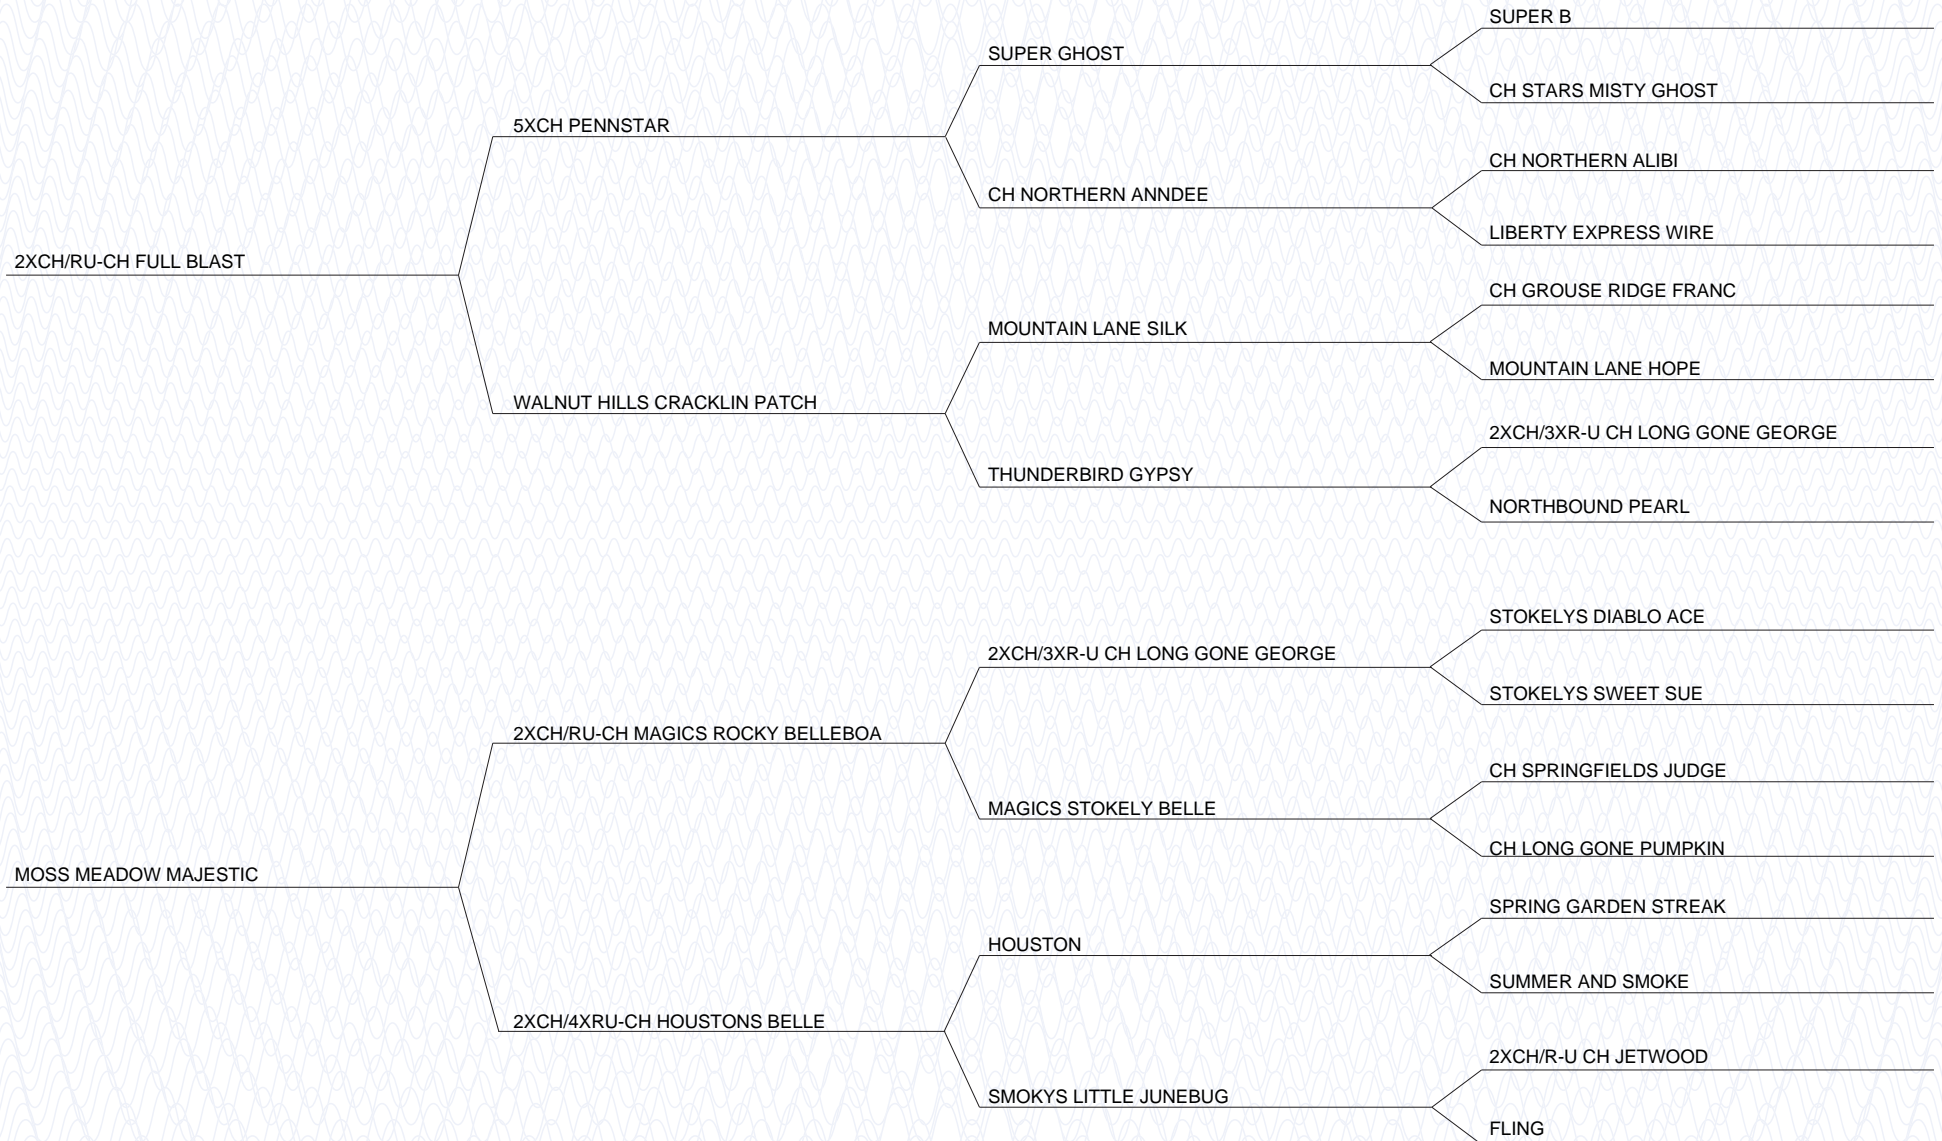 SUPER B
SUPER GHOST
CH STARS MISTY GHOST
5XCH PENNSTAR
CH NORTHERN ALIBI
CH NORTHERN ANNDEE
LIBERTY EXPRESS WIRE
2XCH/RU-CH FULL BLAST
CH GROUSE RIDGE FRANC
MOUNTAIN LANE SILK
MOUNTAIN LANE HOPE
WALNUT HILLS CRACKLIN PATCH
2XCH/3XR-U CH LONG GONE GEORGE
THUNDERBIRD GYPSY
NORTHBOUND PEARL
STOKELYS DIABLO ACE
2XCH/3XR-U CH LONG GONE GEORGE
STOKELYS SWEET SUE
2XCH/RU-CH MAGICS ROCKY BELLEBOA
CH SPRINGFIELDS JUDGE
MAGICS STOKELY BELLE
CH LONG GONE PUMPKIN
MOSS MEADOW MAJESTIC
SPRING GARDEN STREAK
HOUSTON
SUMMER AND SMOKE
2XCH/4XRU-CH HOUSTONS BELLE
2XCH/R-U CH JETWOOD
SMOKYS LITTLE JUNEBUG
FLING